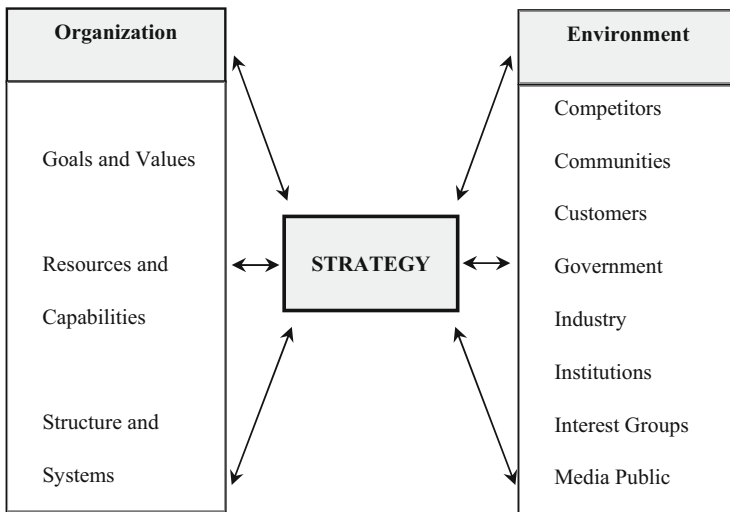 Organization
Goals and Values
Resources and
Capabilities
Structure and
Systems
STRATEGY
Environment
Competitors
Communities
Customers
Government
Industry
Institutions
Interest Groups
Media Public